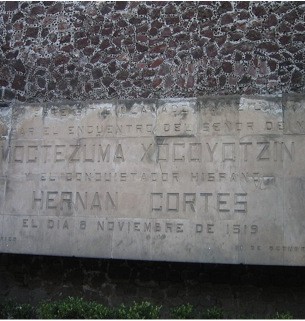 EL ENCUENTRO DEL SEÑOR DE
MOCTEZUMA XOCOYOTZIN
Y EL CONQUISTADOR HISPANO
HERNAN CORTES
EL DIA 8 NOVIEMBRE DE 1519